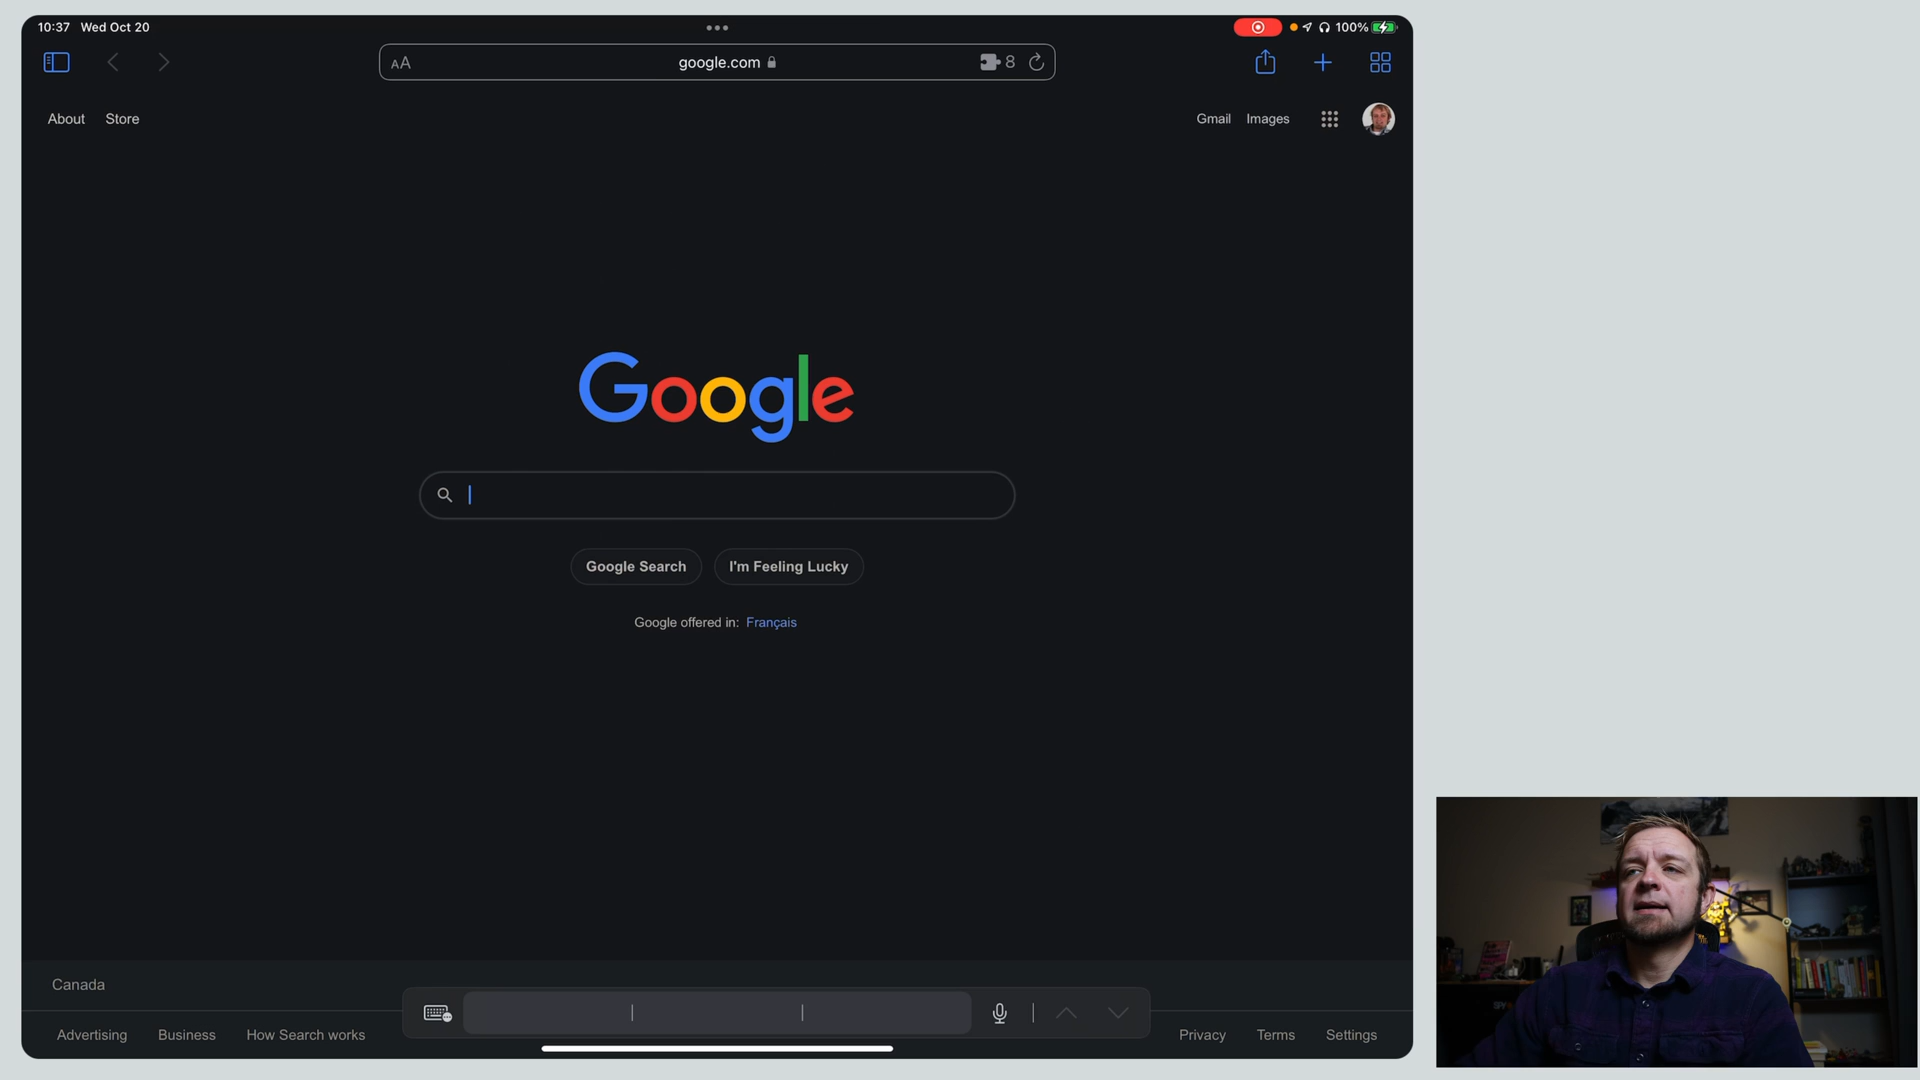 10:37 Wed Oct 20
100%
AA
google.com
8
About Store
Gmail Images
Google
Google Search
I'm Feeling Lucky
Google offered in: Français
Canada
Advertising Business How Search works
Privacy Terms Settings